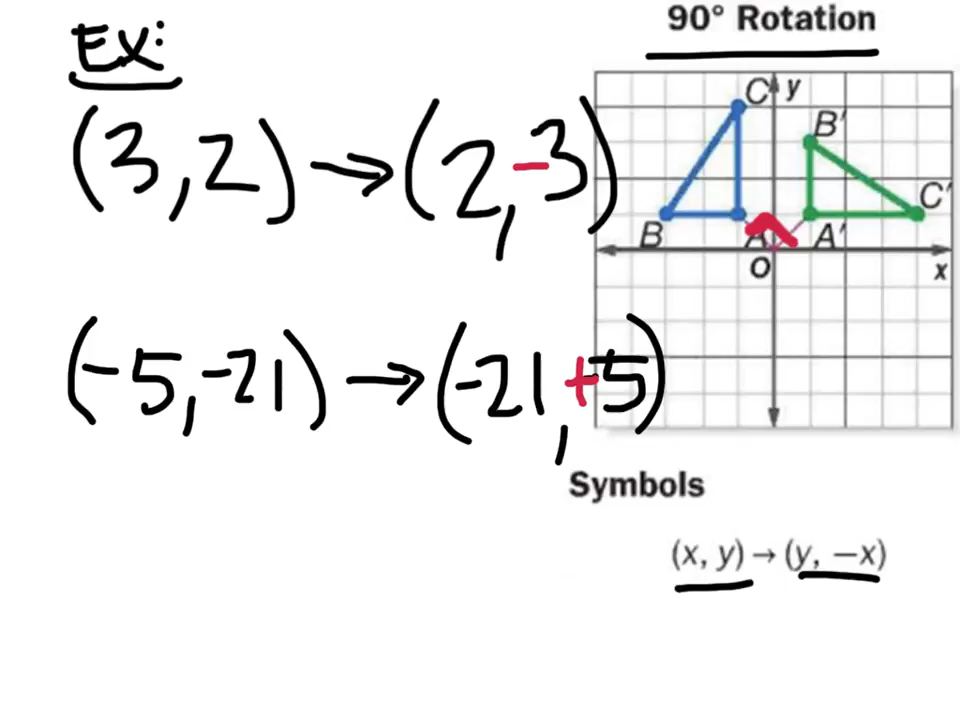 90° Rotation
EX:
(3,2) → (2,-3)
(-5,-21) → (-21,+5)
C y
B'
C'
B A A'
O x
Symbols
(x, y) → (y, −x)